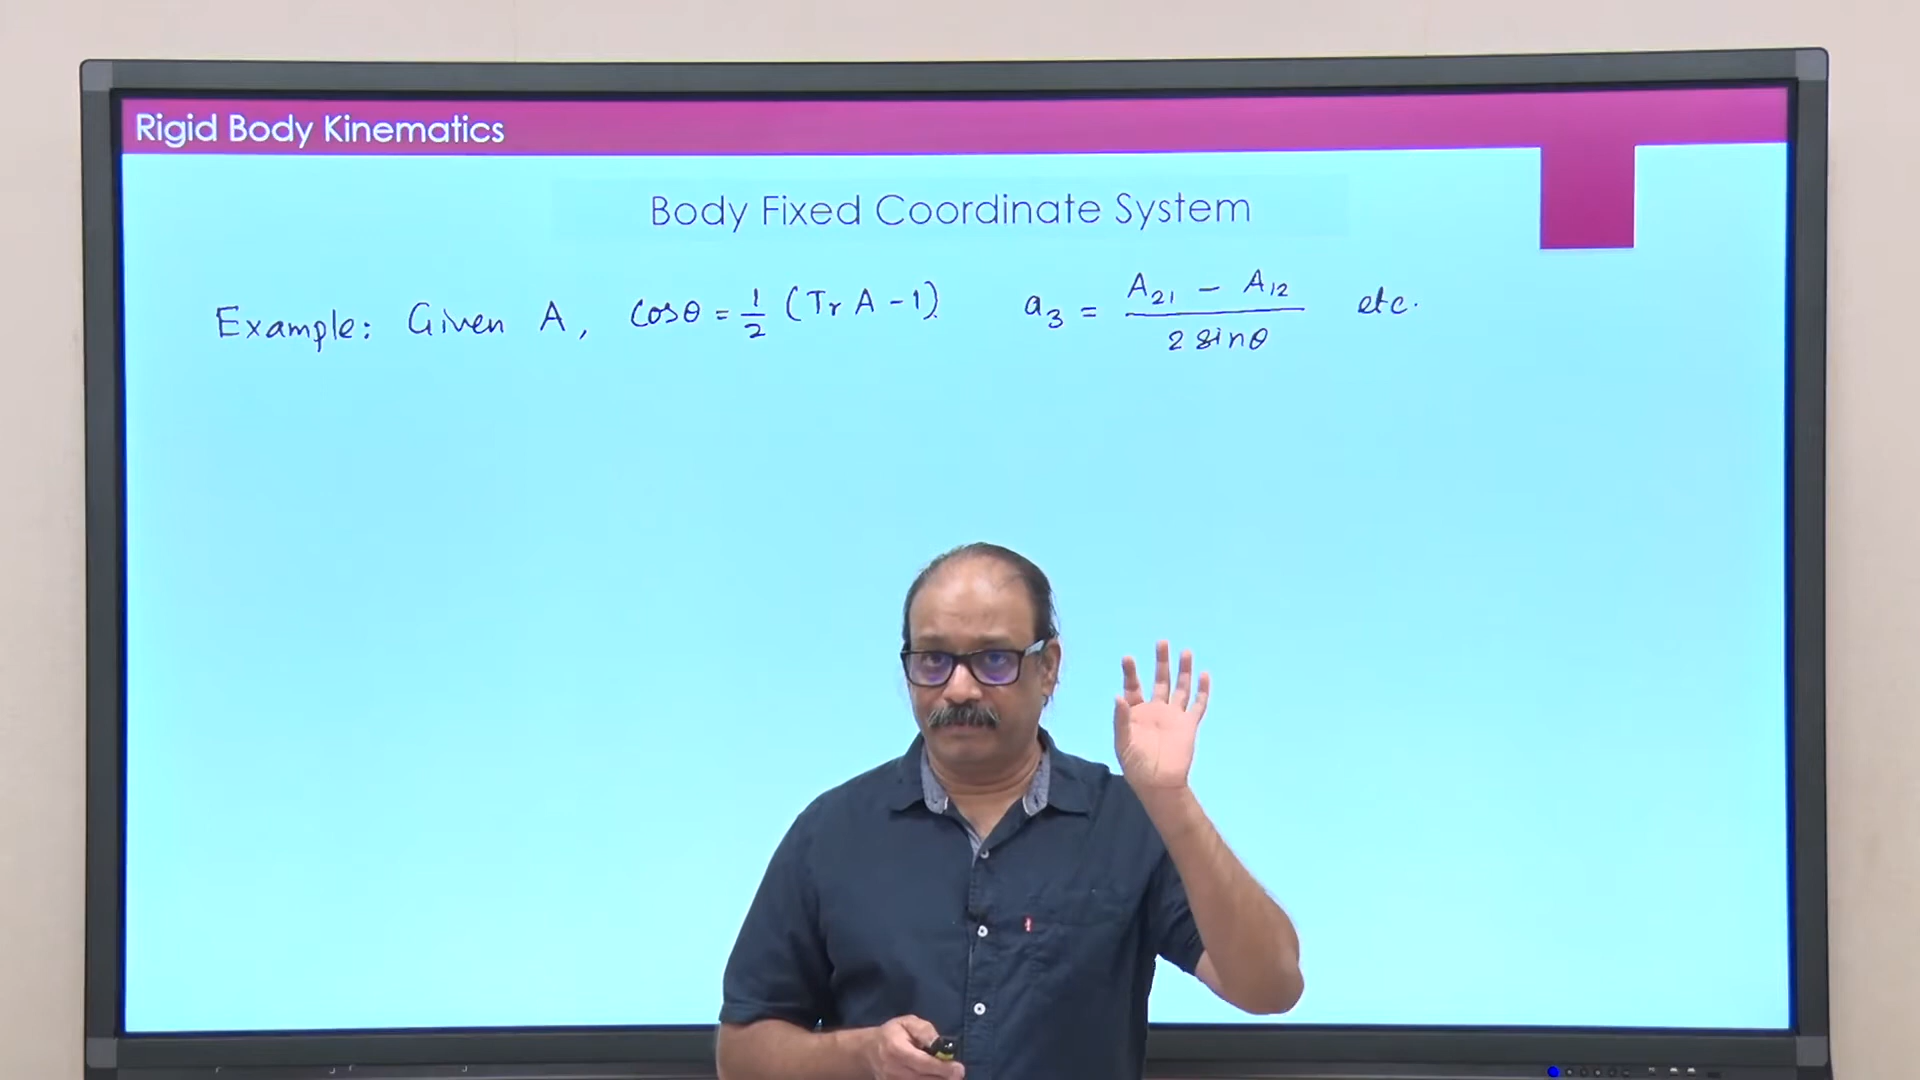 Rigid Body Kinematics
Body Fixed Coordinate System
Example: Given A, cosθ = 1/2 (Tr A - 1) a₃ = (A₂₁ - A₁₂) / (2 sinθ) etc.